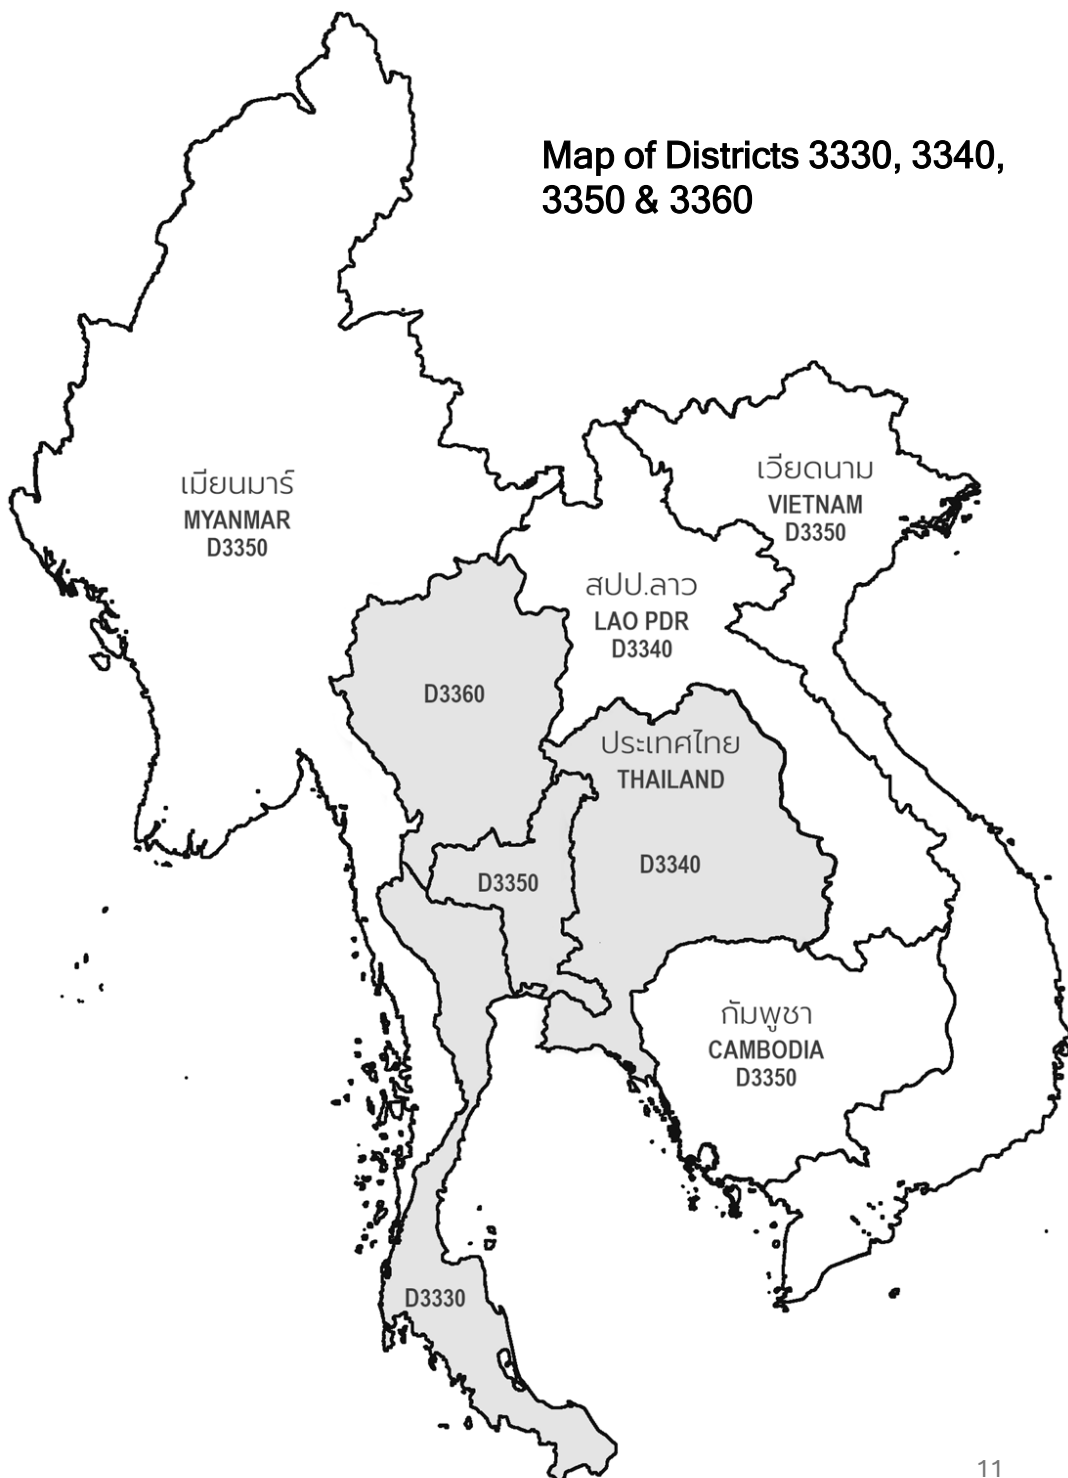 Map of Districts 3330, 3340,
3350 & 3360
เมียนมาร์
MYANMAR
D3350
เวียดนาม
VIETNAM
D3350
สปป.ลาว
LAO PDR
D3340
D3360
ประเทศไทย
THAILAND
D3340
D3350
กัมพูชา
CAMBODIA
D3350
D3330
11